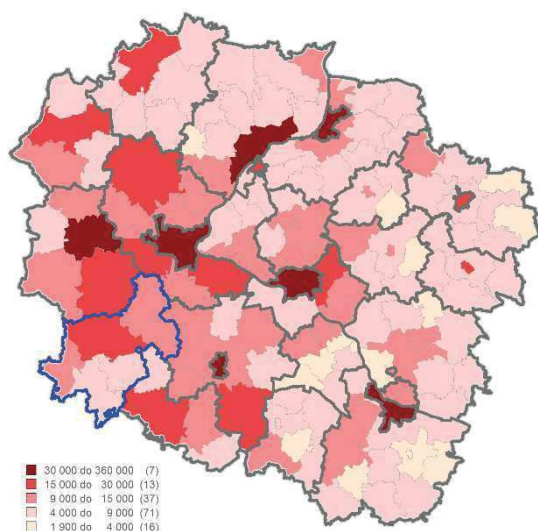 30 000 do 360 000 (7)
15 000 do 30 000 (13)
9 000 do 15 000 (37)
4 000 do 9 000 (71)
1 900 do 4 000 (16)